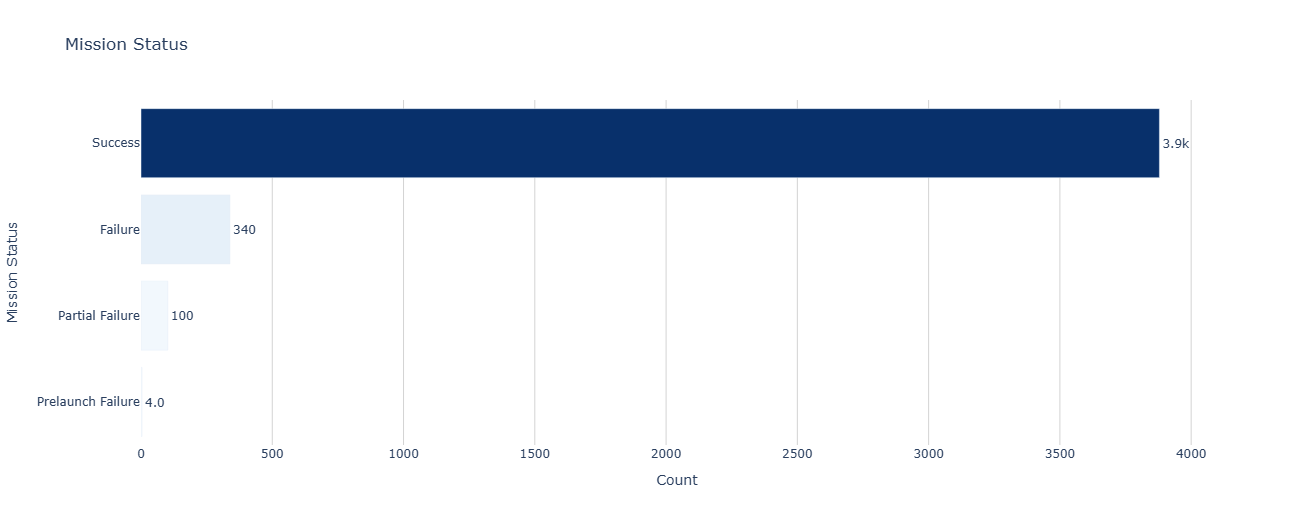 Mission Status
Mission Status
Success
3.9k
Failure
340
Partial Failure
100
Prelaunch Failure
4.0
0 500 1000 1500 2000 2500 3000 3500 4000
Count